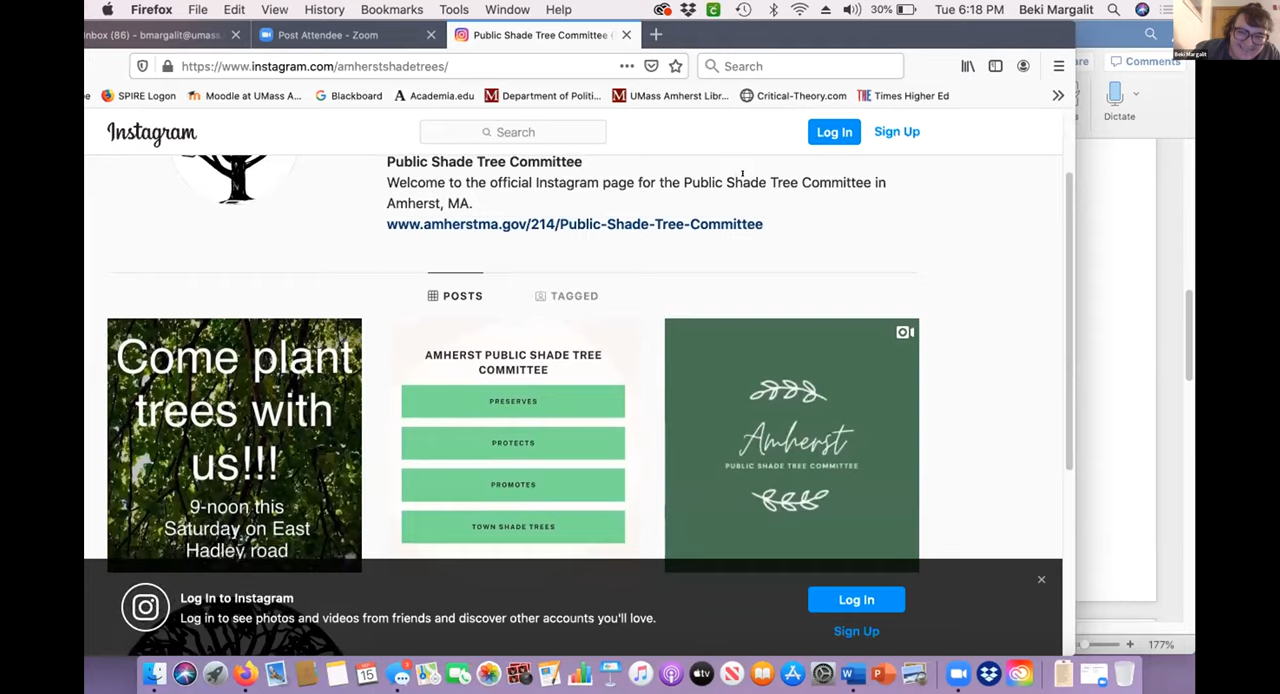 Firefox File Edit View History Bookmarks Tools Window Help 30% Tue 6:18 PM Beki Margalit
Beki Margalit
Inbox (86) - bmargalit@umass. Post Attendee - Zoom Public Shade Tree Committee (
https://www.instagram.com/amherstshadetrees/ Search
Comments
SPIRE Logon Moodle at UMass A... Blackboard Academia.edu Department of Politi... UMass Amherst Libr... Critical-Theory.com Times Higher Ed
Dictate
Instagram Search Log In Sign Up
Public Shade Tree Committee
Welcome to the official Instagram page for the Public Shade Tree Committee in
Amherst, MA.
www.amherstma.gov/214/Public-Shade-Tree-Committee
POSTS TAGGED
Come plant
trees with
us!!!
9-noon this
Saturday on East
Hadley road
AMHERST PUBLIC SHADE TREE
COMMITTEE
PRESERVES
PROTECTS
PROMOTES
TOWN SHADE TREES
Amherst
PUBLIC SHADE TREE COMMITTEE
Log In to Instagram
Log in to see photos and videos from friends and discover other accounts you'll love.
Log In
Sign Up
177%